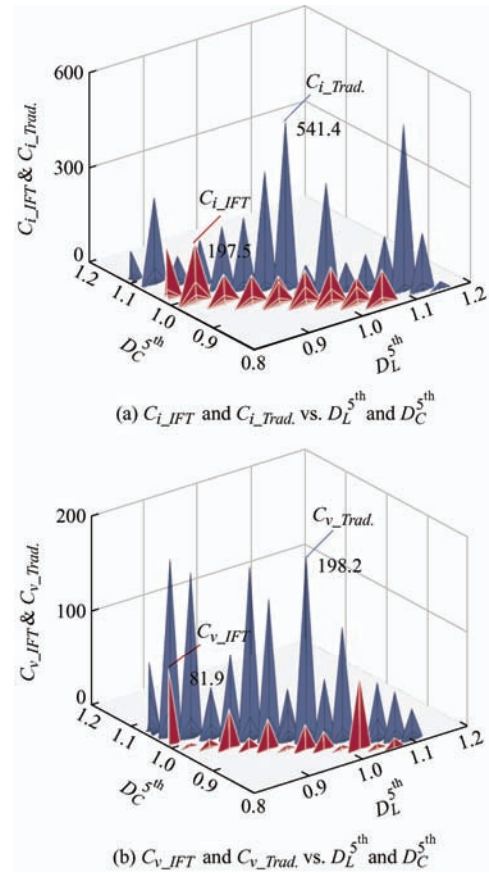 600
300
0
C_i_IFT & C_i_Trad.
C_i_Trad.
541.4
C_i_IFT
197.5
1.2
1.1
1.0
0.9
0.8
D_C^5th
0.9
1.0
1.1
1.2
D_L^5th
(a) C_i_IFT and C_i_Trad. vs. D_L^5th and D_C^5th
200
100
0
C_v_IFT & C_v_Trad.
C_v_Trad.
198.2
C_v_IFT
81.9
1.2
1.1
1.0
0.9
0.8
D_C^5th
0.9
1.0
1.1
1.2
D_L^5th
(b) C_v_IFT and C_v_Trad. vs. D_L^5th and D_C^5th